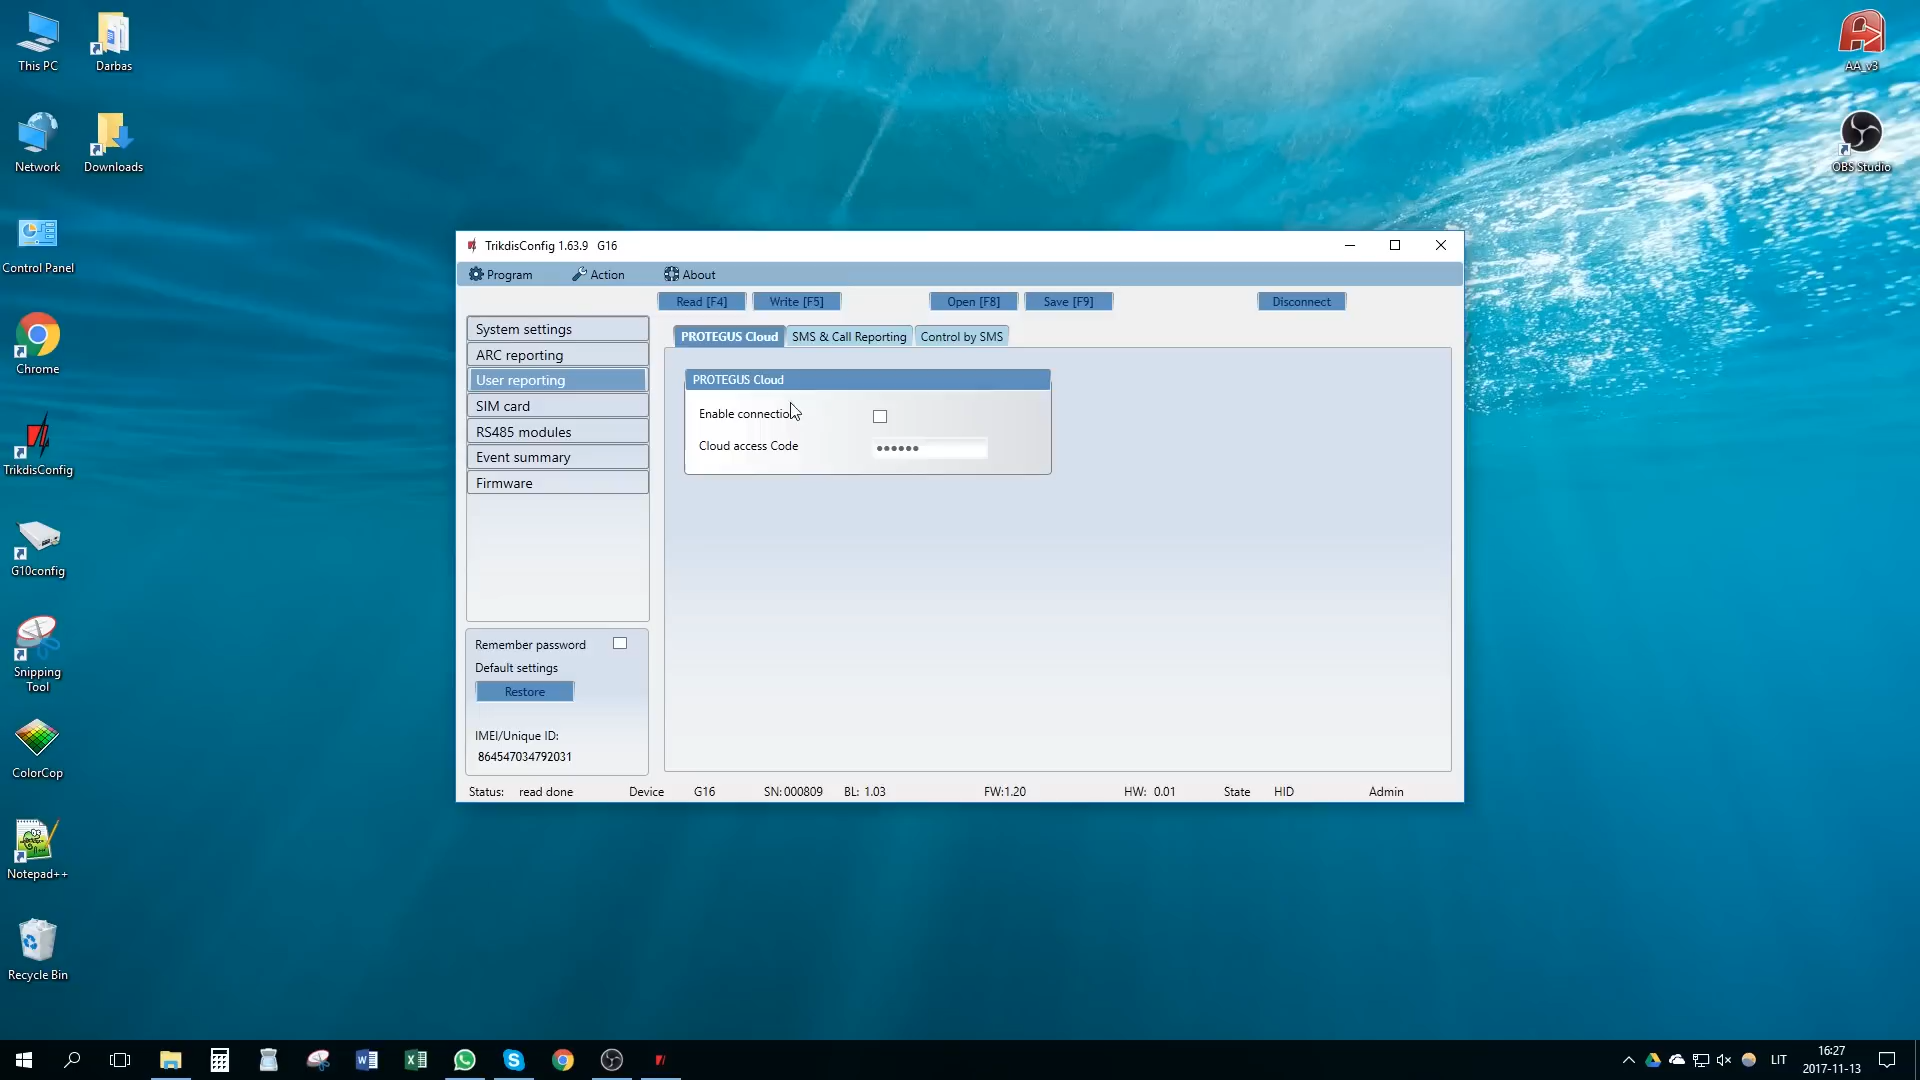 This PC
Darbas
Network
Downloads
Control Panel
Chrome
TrikdisConfig
G10config
Snipping
Tool
ColorCop
Notepad++
Recycle Bin
AA_v3
OBS Studio
TrikdisConfig 1.63.9 G16
Program Action About
Read [F4] Write [F5] Open [F8] Save [F9] Disconnect
System settings
ARC reporting
User reporting
SIM card
RS485 modules
Event summary
Firmware
PROTEGUS Cloud SMS & Call Reporting Control by SMS
PROTEGUS Cloud
Enable connection
Cloud access Code ••••••
Remember password
Default settings
Restore
IMEI/Unique ID:
864547034792031
Status: read done Device G16 SN: 000809 BL: 1.03 FW:1.20 HW: 0.01 State HID Admin
LIT
16:27
2017-11-13